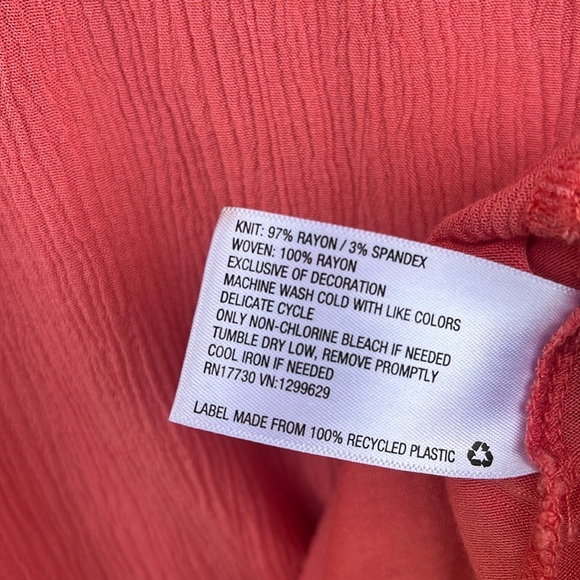 KNIT: 97% RAYON / 3% SPANDEX
WOVEN: 100% RAYON
EXCLUSIVE OF DECORATION
MACHINE WASH COLD WITH LIKE COLORS
DELICATE CYCLE
ONLY NON-CHLORINE BLEACH IF NEEDED
TUMBLE DRY LOW, REMOVE PROMPTLY
COOL IRON IF NEEDED
RN17730 VN:1299629
LABEL MADE FROM 100% RECYCLED PLASTIC